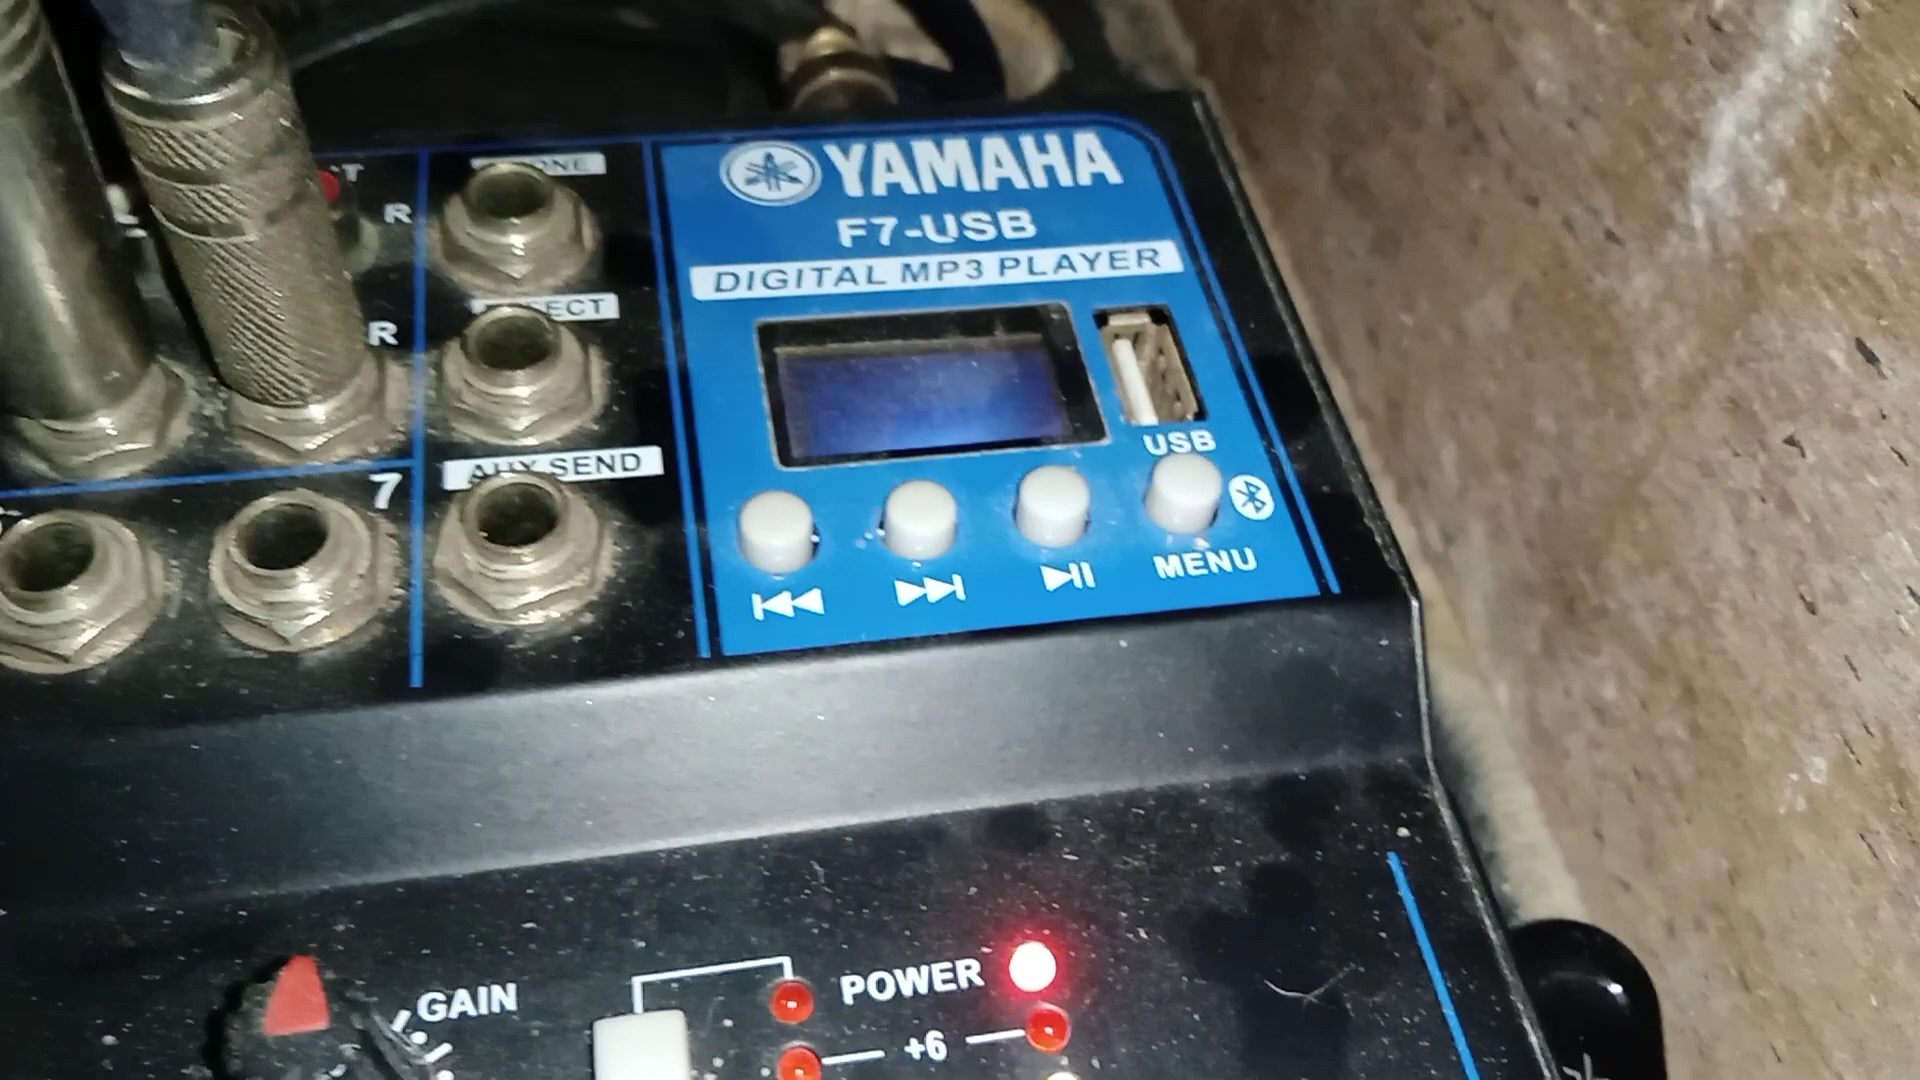 YAMAHA
F7-USB
DIGITAL MP3 PLAYER
R
R
AUX SEND
7
USB
MENU
GAIN
POWER
+6